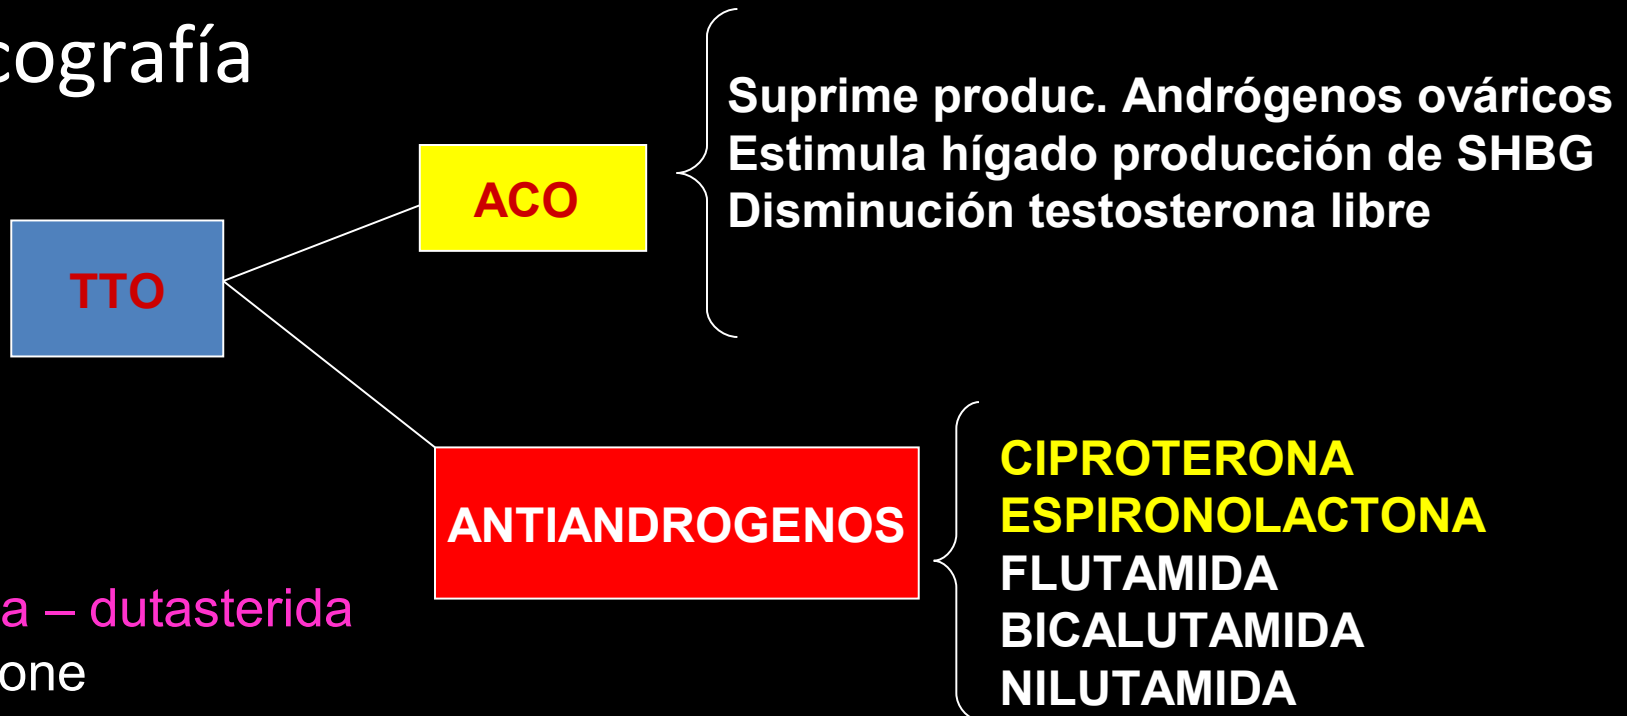 cografía
Suprime produc. Andrógenos ováricos
Estimula hígado producción de SHBG
Disminución testosterona libre
ACO
TTO
ANTIANDROGENOS
CIPROTERONA
ESPIRONOLACTONA
FLUTAMIDA
BICALUTAMIDA
NILUTAMIDA
a – dutasterida
one